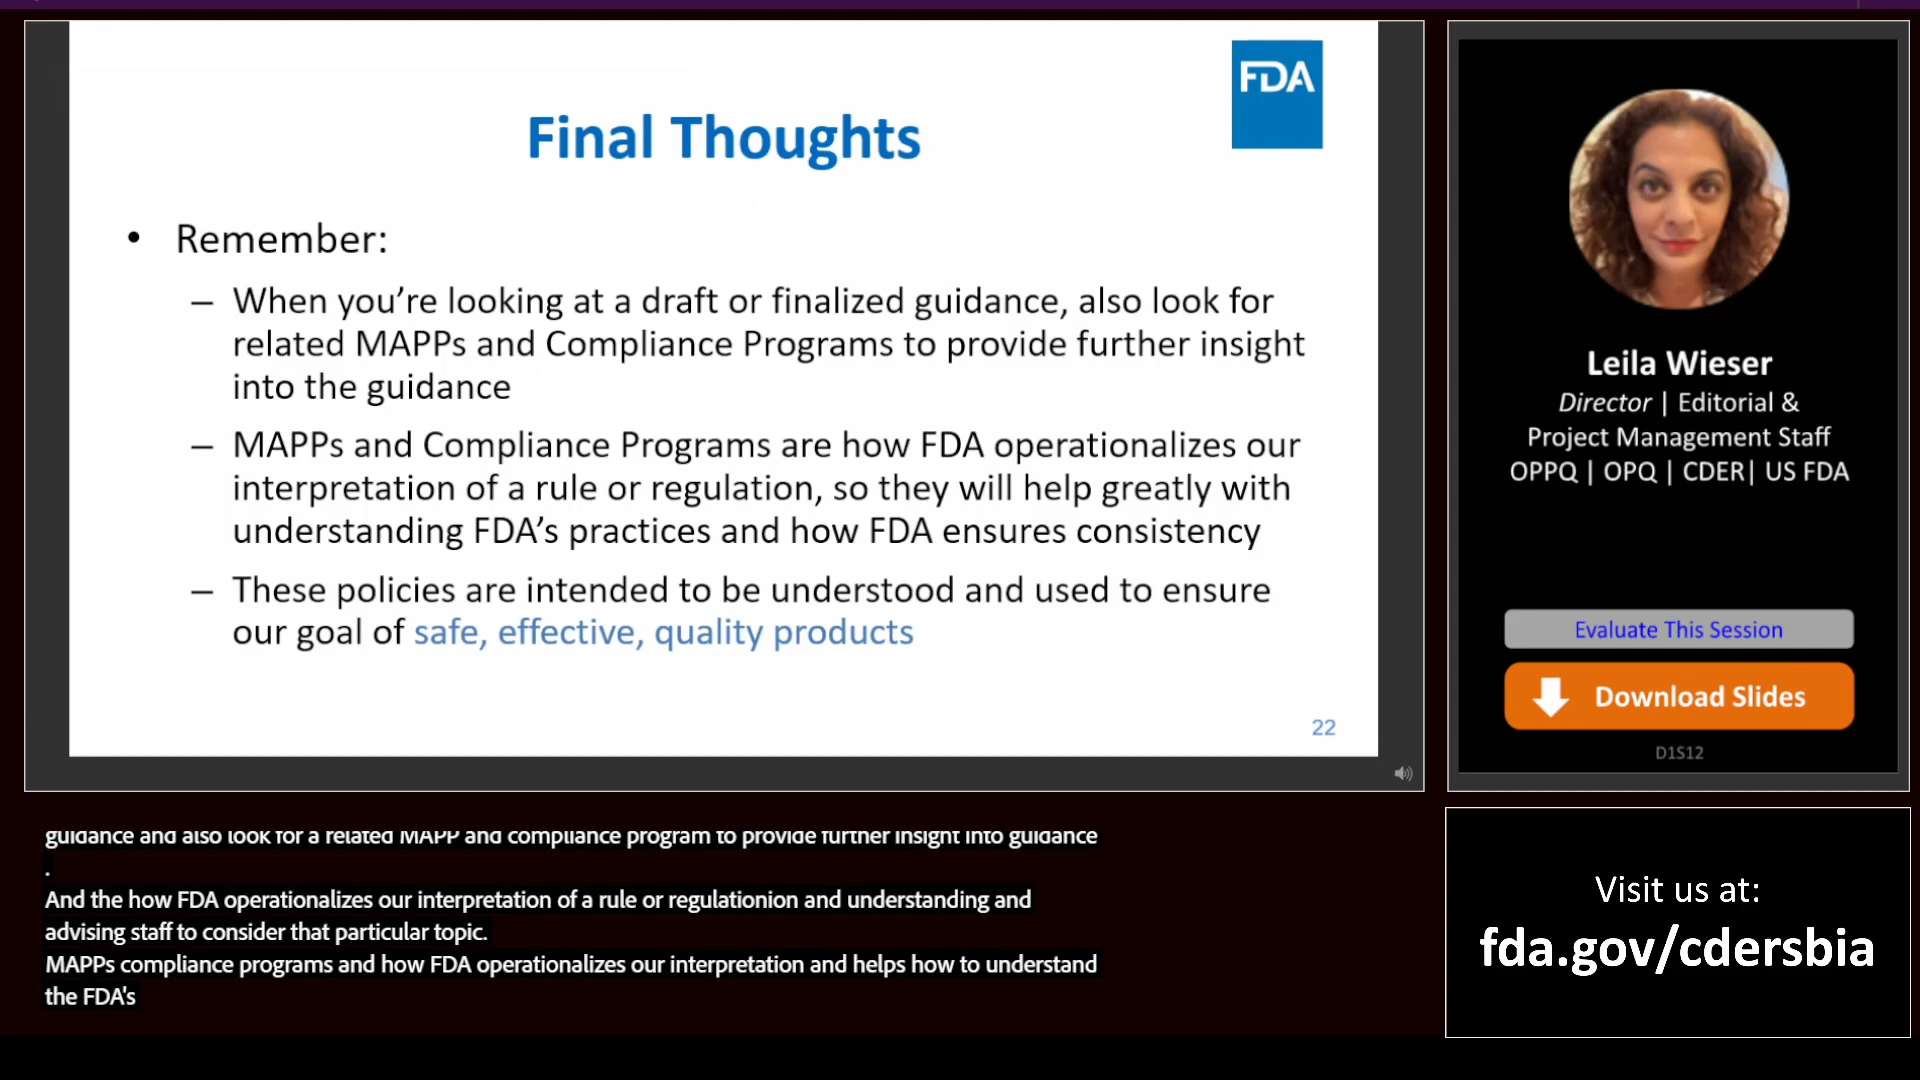 FDA
Final Thoughts
• Remember:
– When you’re looking at a draft or finalized guidance, also look for
related MAPPs and Compliance Programs to provide further insight
into the guidance
– MAPPs and Compliance Programs are how FDA operationalizes our
interpretation of a rule or regulation, so they will help greatly with
understanding FDA’s practices and how FDA ensures consistency
– These policies are intended to be understood and used to ensure
our goal of safe, effective, quality products
22
Leila Wieser
Director | Editorial &
Project Management Staff
OPPQ | OPQ | CDER| US FDA
Evaluate This Session
Download Slides
D1S12
guidance and also look for a related MAPP and compliance program to provide further insight into guidance
.
And the how FDA operationalizes our interpretation of a rule or regulationion and understanding and
advising staff to consider that particular topic.
MAPPs compliance programs and how FDA operationalizes our interpretation and helps how to understand
the FDA's
Visit us at:
fda.gov/cdersbia